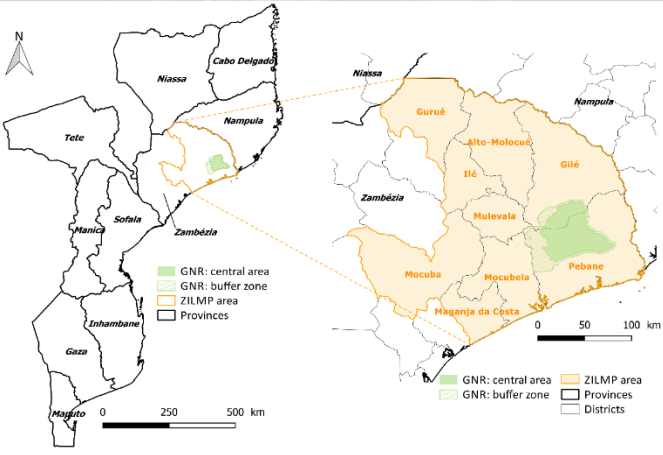 N
Cabo Delgado
Niassa
Nampula
Tete
Zambézia
Sofala
Manica
Inhambane
Gaza
Maputo
GNR: central area
GNR: buffer zone
ZILMP area
Provinces
0 250 500 km
Niassa
Nampula
Gurué
Alto-Molocué
Gilé
Ilé
Zambézia
Mulevala
Mocuba
Mocubela
Pebane
Maganja da Costa
0 50 100 km
GNR: central area
GNR: buffer zone
ZILMP area
Provinces
Districts